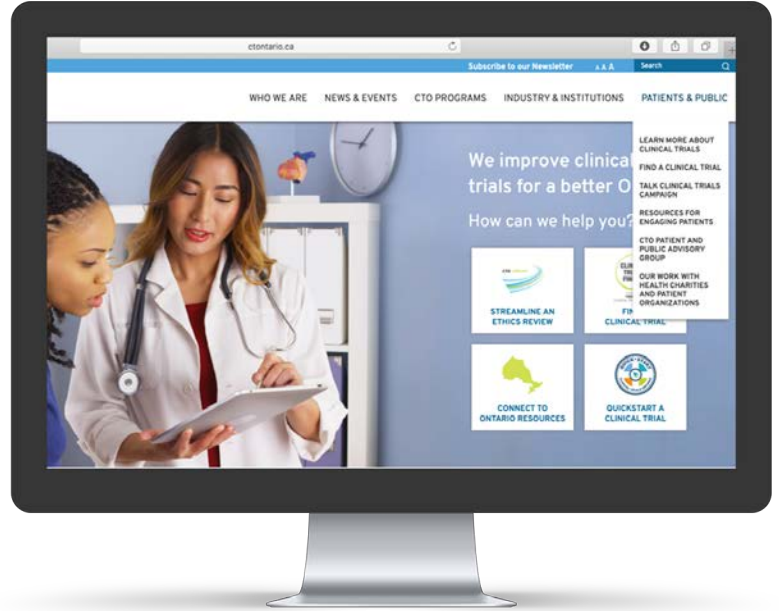 ctontario.ca
Subscribe to our Newsletter
A A A
Search
WHO WE ARE
NEWS & EVENTS
CTO PROGRAMS
INDUSTRY & INSTITUTIONS
PATIENTS & PUBLIC
LEARN MORE ABOUT
CLINICAL TRIALS
FIND A CLINICAL TRIAL
TALK CLINICAL TRIALS
CAMPAIGN
RESOURCES FOR
ENGAGING PATIENTS
CTO PATIENT AND
PUBLIC ADVISORY
GROUP
OUR WORK WITH
HEALTH CHARITIES
AND PATIENT
ORGANIZATIONS
We improve clinical
trials for a better O
How can we help you?
STREAMLINE AN
ETHICS REVIEW
CLINICAL TRIAL
CONNECT TO
ONTARIO RESOURCES
QUICKSTART A
CLINICAL TRIAL